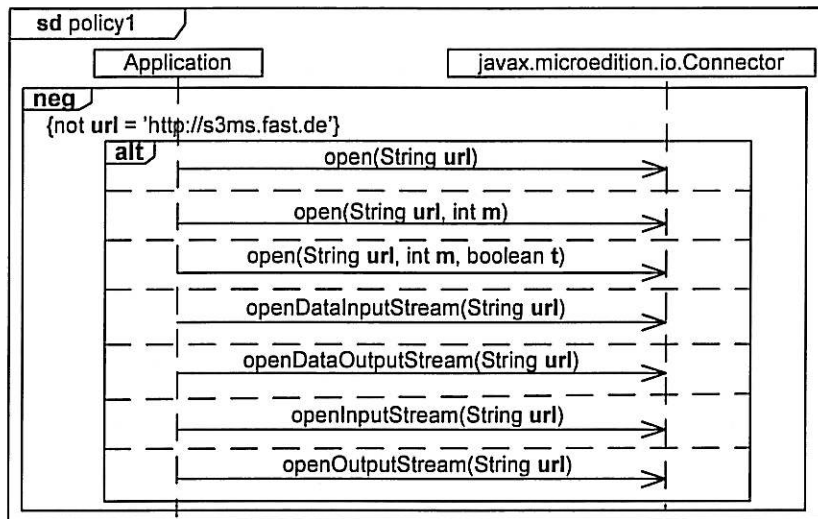 sd policy1
Application
javax.microedition.io.Connector
neg
{not url = 'http://s3ms.fast.de'}
alt
open(String url)
open(String url, int m)
open(String url, int m, boolean t)
openDataInputStream(String url)
openDataOutputStream(String url)
openInputStream(String url)
openOutputStream(String url)